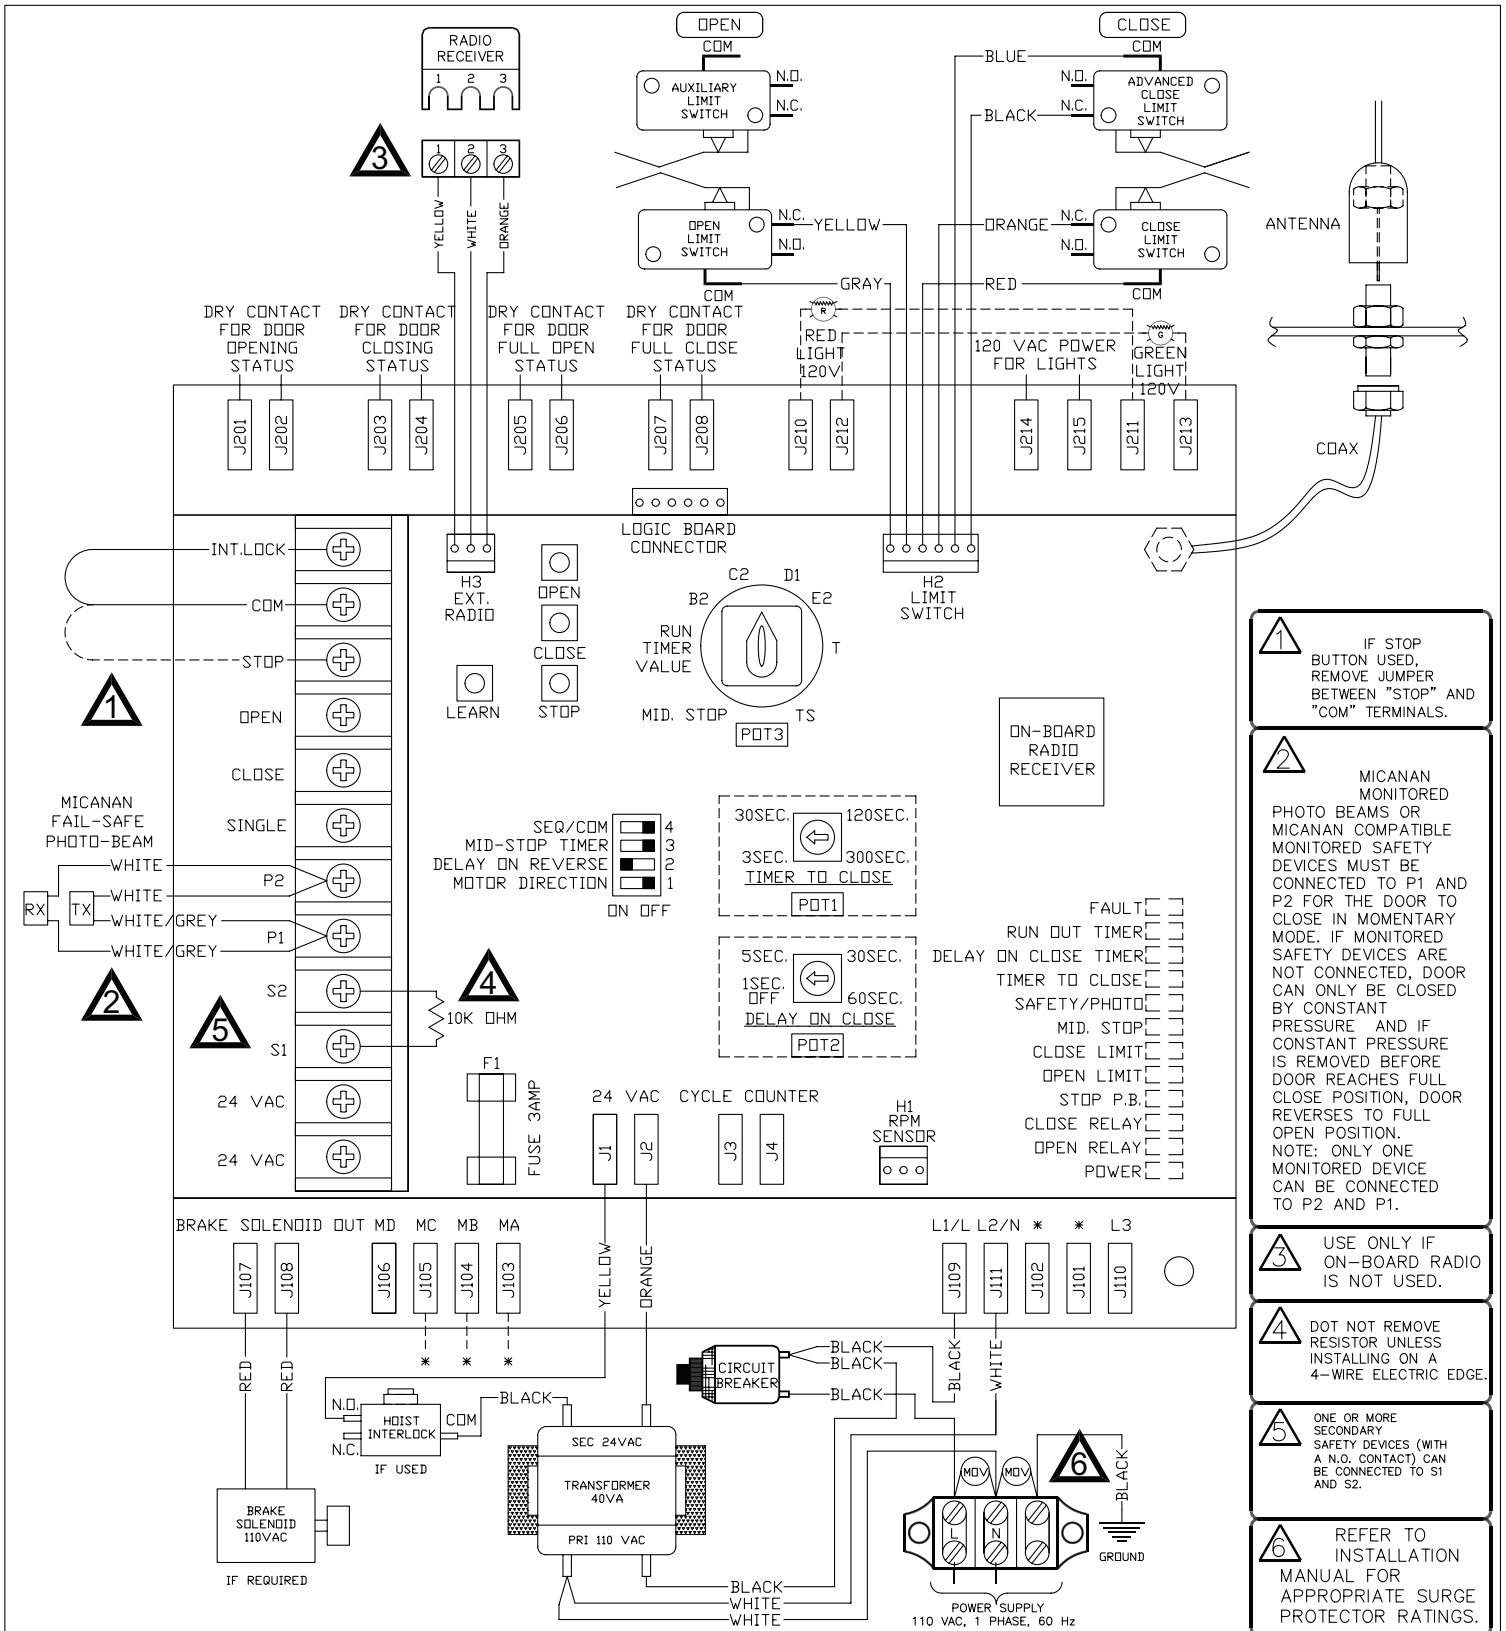 RADIO
RECEIVER
1 2 3
3
1 2 3
YELLOW
WHITE
ORANGE
OPEN
COM
AUXILIARY
LIMIT
SWITCH
N.O.
N.C.
OPEN
LIMIT
SWITCH
N.C.
N.O.
COM
YELLOW
GRAY
CLOSE
COM
BLUE
N.O.
N.C.
BLACK
ADVANCED
CLOSE
LIMIT
SWITCH
ORANGE
N.C.
N.O.
CLOSE
LIMIT
SWITCH
RED
COM
ANTENNA
COAX
DRY CONTACT
FOR DOOR
OPENING
STATUS
DRY CONTACT
FOR DOOR
CLOSING
STATUS
DRY CONTACT
FOR DOOR
FULL OPEN
STATUS
DRY CONTACT
FOR DOOR
FULL CLOSE
STATUS
R
RED
LIGHT
120V
120 VAC POWER
FOR LIGHTS
G
GREEN
LIGHT
120V
J201
J202
J203
J204
J205
J206
J207
J208
J210
J212
J214
J215
J211
J213
LOGIC BOARD
CONNECTOR
H3
EXT.
RADIO
H2
LIMIT
SWITCH
INT.LOCK
COM
STOP
1
OPEN
CLOSE
SINGLE
P2
P1
S2
S1
24 VAC
24 VAC
OPEN
CLOSE
STOP
LEARN
B2 C2 D1 E2
RUN
TIMER
VALUE
T
MID. STOP
TS
POT3
ON-BOARD
RADIO
RECEIVER
MICANAN
FAIL-SAFE
PHOTO-BEAM
WHITE
WHITE
WHITE/GREY
WHITE/GREY
RX
TX
2
5
4
10K OHM
SEQ/COM 4
MID-STOP TIMER 3
DELAY ON REVERSE 2
MOTOR DIRECTION 1
ON OFF
30SEC. 120SEC.
3SEC. 300SEC.
TIMER TO CLOSE
POT1
5SEC. 30SEC.
1SEC.
OFF 60SEC.
DELAY ON CLOSE
POT2
FAULT
RUN OUT TIMER
DELAY ON CLOSE TIMER
TIMER TO CLOSE
SAFETY/PHOTO
MID. STOP
CLOSE LIMIT
OPEN LIMIT
STOP P.B.
CLOSE RELAY
OPEN RELAY
POWER
F1
FUSE 3AMP
24 VAC
J1
J2
CYCLE COUNTER
J3
J4
H1
RPM
SENSOR
BRAKE SOLENOID OUT MD MC MB MA
J107
J108
J106
J105
J104
J103
* * *
YELLOW
ORANGE
L1/L L2/N * * L3
J109
J111
J102
J101
J110
RED
RED
N.O.
N.C.
HOIST
INTERLOCK
COM
IF USED
BLACK
BRAKE
SOLENOID
110VAC
IF REQUIRED
SEC 24VAC
TRANSFORMER
40VA
PRI 110 VAC
CIRCUIT
BREAKER
BLACK
BLACK
BLACK
BLACK
WHITE
BLACK
WHITE
WHITE
MOV
MOV
6
BLACK
L
N
GROUND
POWER SUPPLY
110 VAC, 1 PHASE, 60 Hz
1 IF STOP
BUTTON USED,
REMOVE JUMPER
BETWEEN "STOP" AND
"COM" TERMINALS.
2 MICANAN
MONITORED
PHOTO BEAMS OR
MICANAN COMPATIBLE
MONITORED SAFETY
DEVICES MUST BE
CONNECTED TO P1 AND
P2 FOR THE DOOR TO
CLOSE IN MOMENTARY
MODE. IF MONITORED
SAFETY DEVICES ARE
NOT CONNECTED, DOOR
CAN ONLY BE CLOSED
BY CONSTANT
PRESSURE AND IF
CONSTANT PRESSURE
IS REMOVED BEFORE
DOOR REACHES FULL
CLOSE POSITION, DOOR
REVERSES TO FULL
OPEN POSITION.
NOTE: ONLY ONE
MONITORED DEVICE
CAN BE CONNECTED
TO P2 AND P1.
3 USE ONLY IF
ON-BOARD RADIO
IS NOT USED.
4 DOT NOT REMOVE
RESISTOR UNLESS
INSTALLING ON A
4-WIRE ELECTRIC EDGE.
5 ONE OR MORE
SECONDARY
SAFETY DEVICES (WITH
A N.O. CONTACT) CAN
BE CONNECTED TO S1
AND S2.
6 REFER TO
INSTALLATION
MANUAL FOR
APPROPRIATE SURGE
PROTECTOR RATINGS.